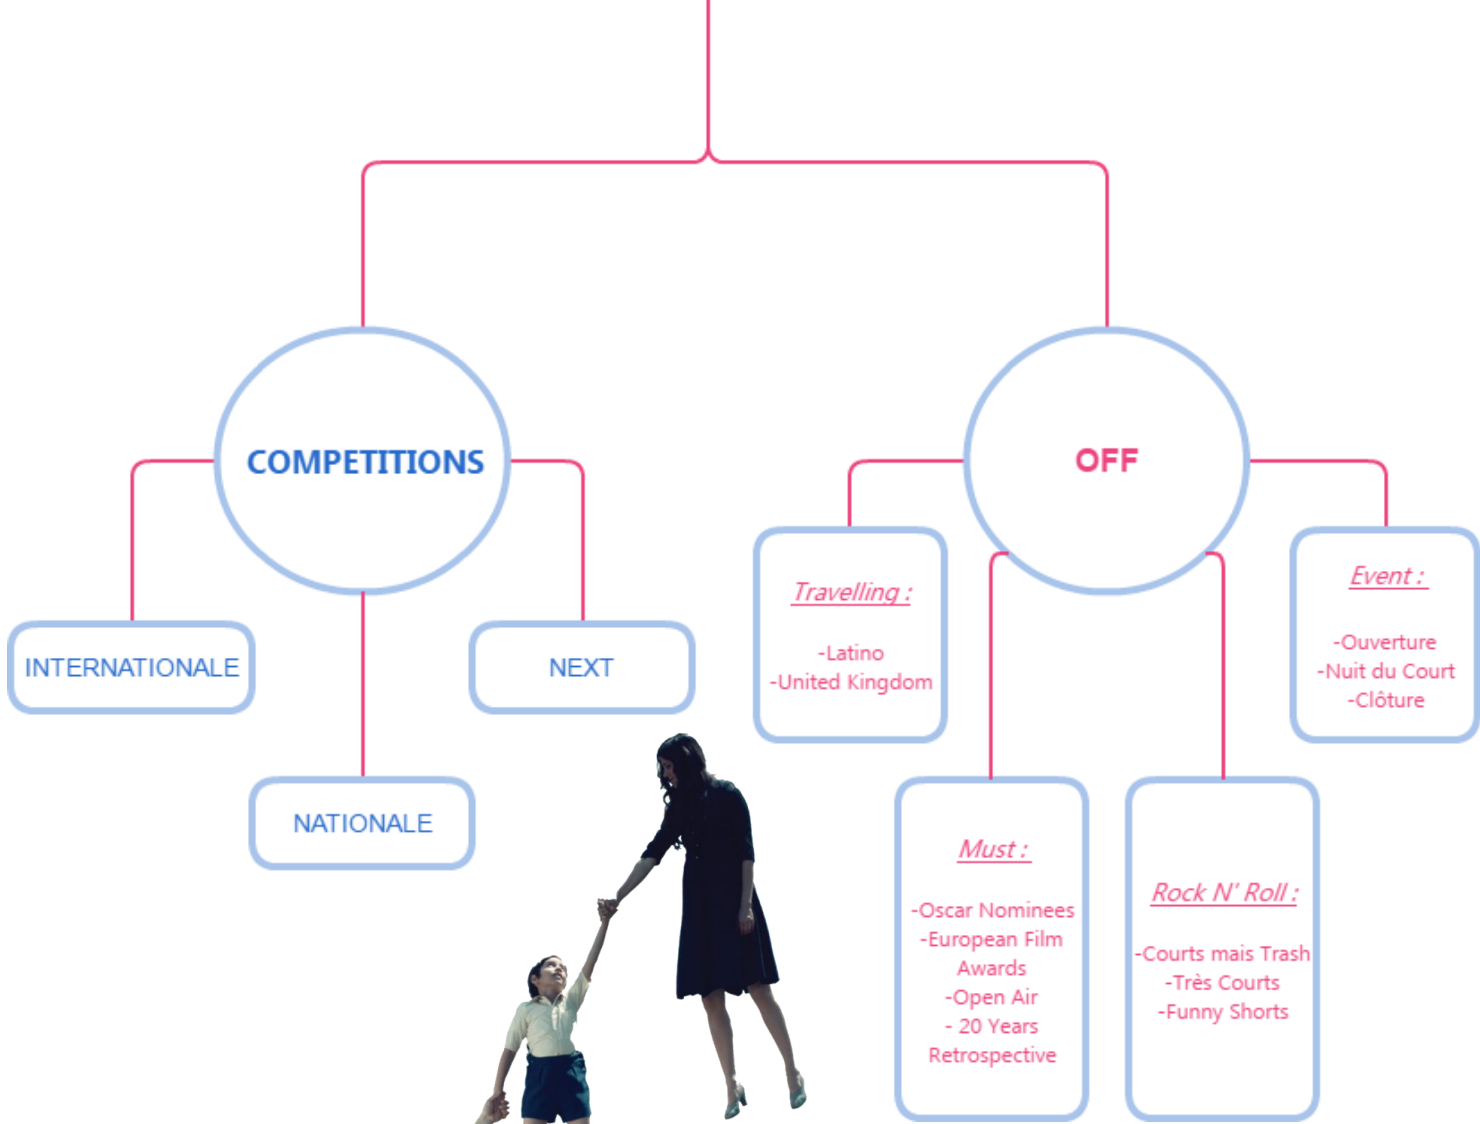 COMPETITIONS
INTERNATIONALE
NEXT
NATIONALE
OFF
Travelling :
-Latino
-United Kingdom
Event :
-Ouverture
-Nuit du Court
-Clôture
Must :
-Oscar Nominees
-European Film
Awards
-Open Air
- 20 Years
Retrospective
Rock N' Roll :
-Courts mais Trash
-Très Courts
-Funny Shorts